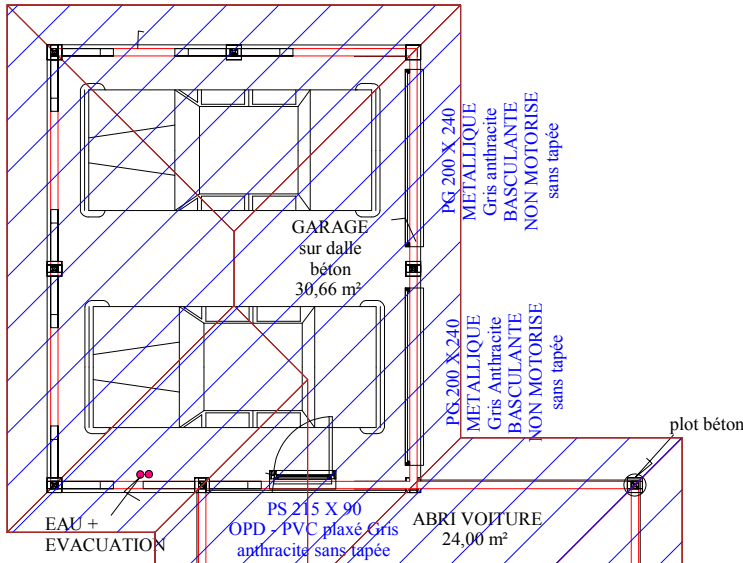 PG 200 X 240
METALLIQUE
Gris anthracite
BASCULANTE
NON MOTORISE
sans tapée
GARAGE
sur dalle
béton
30,66 m²
PG 200 X 240
METALLIQUE
Gris Anthracite
BASCULANTE
NON MOTORISE
sans tapée
plot béton
EAU +
EVACUATION
PS 215 X 90
OPD - PVC plaxé Gris
anthracite sans tapée
ABRI VOITURE
24,00 m²